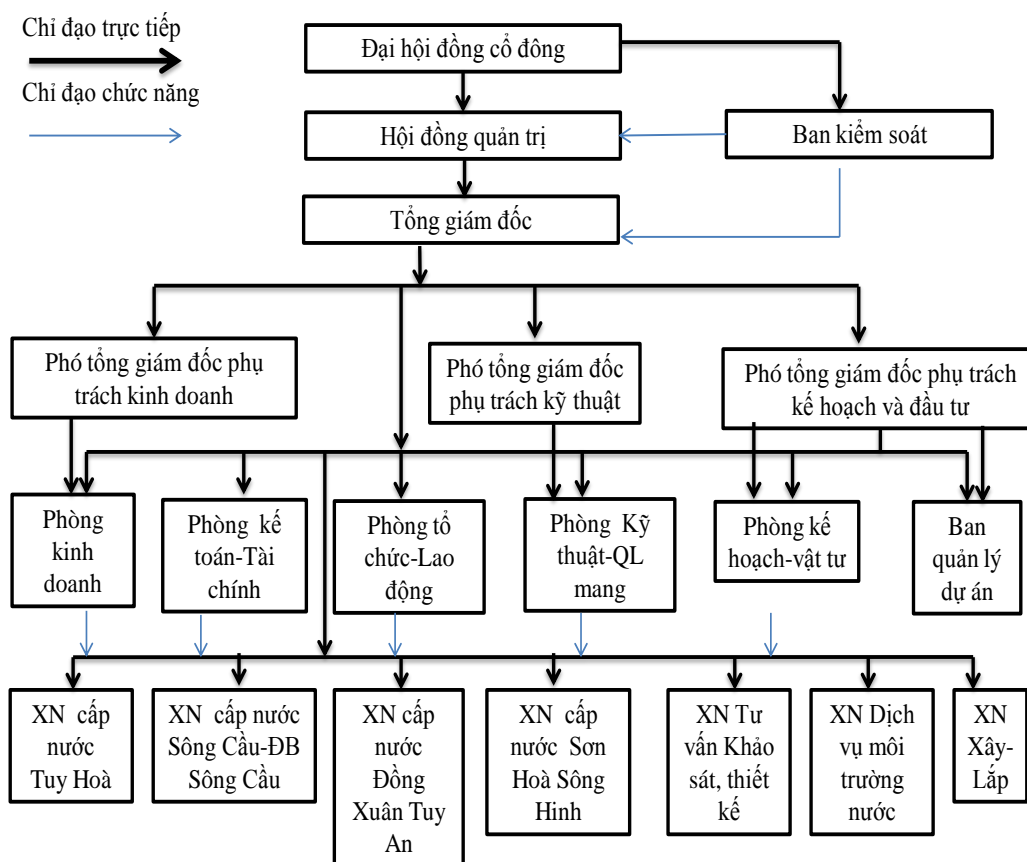 Chỉ đạo trực tiếp
Đại hội đồng cổ đông
Chỉ đạo chức năng
Hội đồng quản trị
Ban kiểm soát
Tổng giám đốc
Phó tổng giám đốc phụ
trách kinh doanh
Phó tổng giám đốc
phụ trách kỹ thuật
Phó tổng giám đốc phụ trách
kế hoạch và đầu tư
Phòng
kinh
doanh
Phòng kế
toán-Tài
chính
Phòng tổ
chức-Lao
động
Phòng Kỹ
thuật-QL
mang
Phòng kế
hoạch-vật tư
Ban
quản lý
dự án
XN cấp
nước
Tuy Hoà
XN cấp nước
Sông Cầu-ĐB
Sông Cầu
XN cấp
nước
Đồng
Xuân Tuy
An
XN cấp
nước Sơn
Hoà Sông
Hinh
XN Tư
vấn Khảo
sát, thiết
kế
XN Dịch
vụ môi
trường
nước
XN
Xây-
Lắp